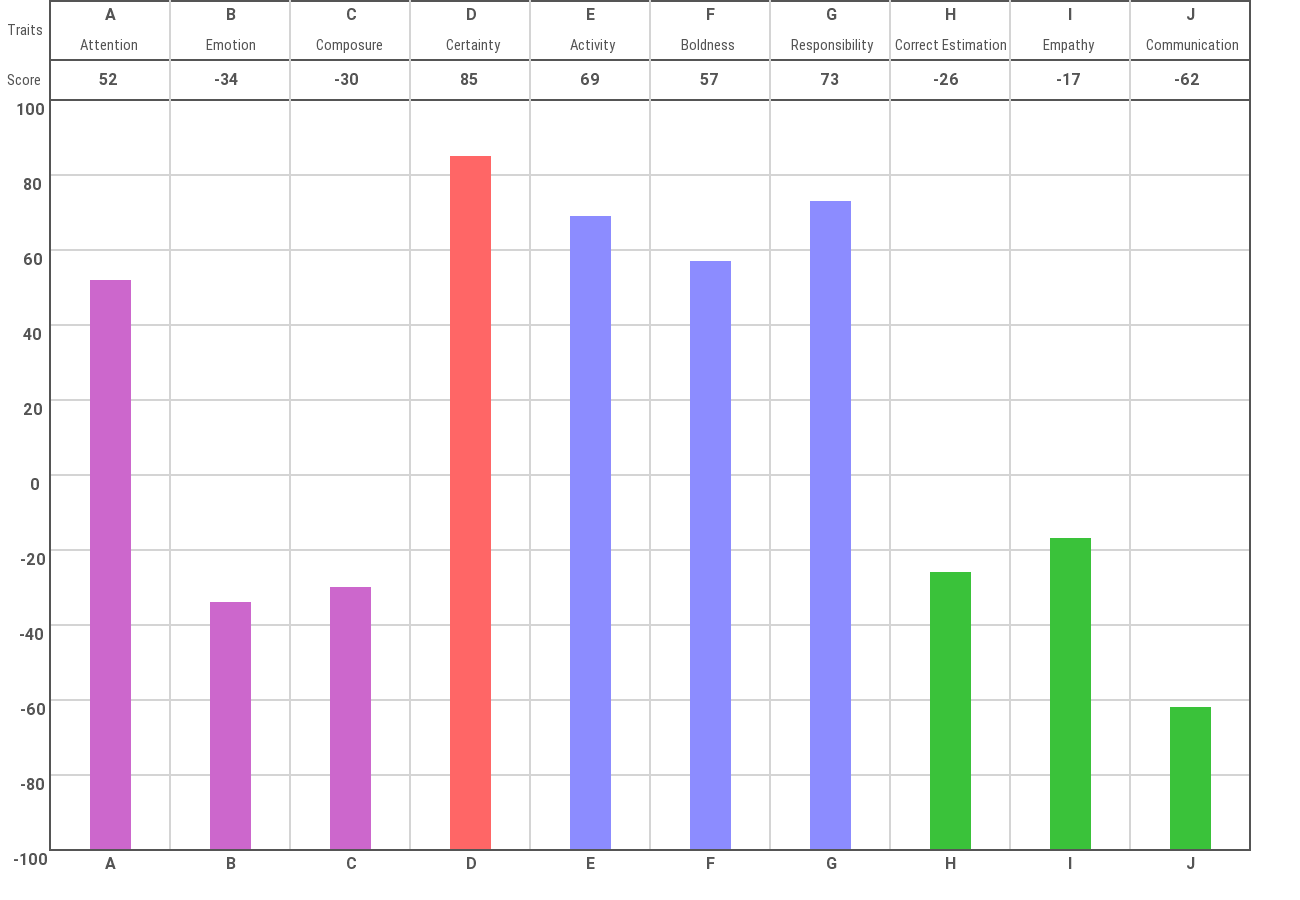 Traits A B C D E F G H I J
Attention Emotion Composure Certainty Activity Boldness Responsibility Correct Estimation Empathy Communication
Score 52 -34 -30 85 69 57 73 -26 -17 -62
100
80
60
40
20
0
-20
-40
-60
-80
-100
A B C D E F G H I J